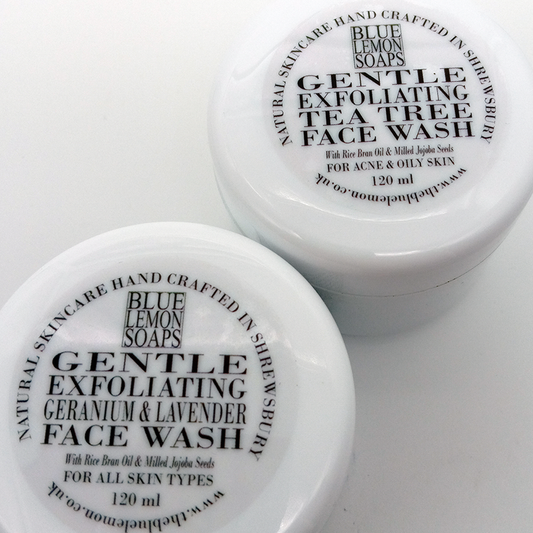 NATURAL SKINCARE HAND CRAFTED IN SHREWSBURY
BLUE
LEMON
SOAPS
GENTLE
EXFOLIATING
TEA TREE
FACE WASH
With Rice Bran Oil & Milled Jojoba Seeds
FOR ACNE & OILY SKIN
120 ml
www.thebluelemon.co.uk
NATURAL SKINCARE HAND CRAFTED IN SHREWSBURY
BLUE
LEMON
SOAPS
GENTLE
EXFOLIATING
GERANIUM & LAVENDER
FACE WASH
With Rice Bran Oil & Milled Jojoba Seeds
FOR ALL SKIN TYPES
120 ml
www.thebluelemon.co.uk